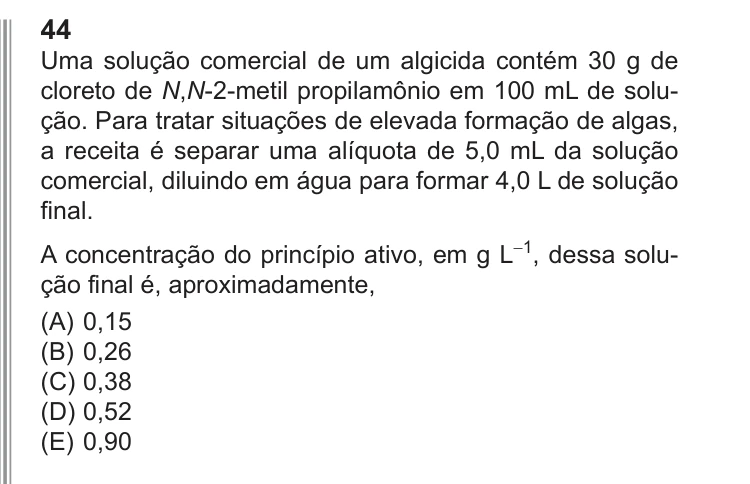 44
Uma solução comercial de um algicida contém 30 g de
cloreto de N,N-2-metil propilamônio em 100 mL de solu-
ção. Para tratar situações de elevada formação de algas,
a receita é separar uma alíquota de 5,0 mL da solução
comercial, diluindo em água para formar 4,0 L de solução
final.
A concentração do princípio ativo, em g L⁻¹, dessa solu-
ção final é, aproximadamente,
(A) 0,15
(B) 0,26
(C) 0,38
(D) 0,52
(E) 0,90